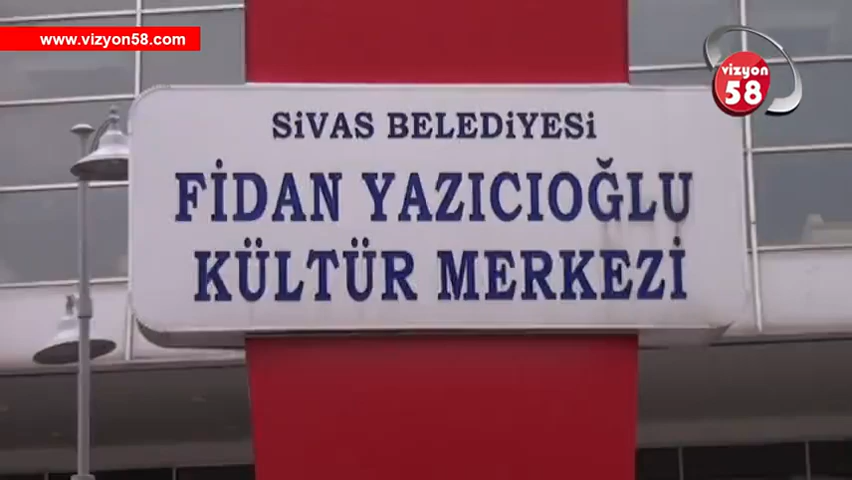 www.vizyon58.com
vizyon
58
SİVAS BELEDİYESİ
FİDAN YAZICIOĞLU
KÜLTÜR MERKEZİ